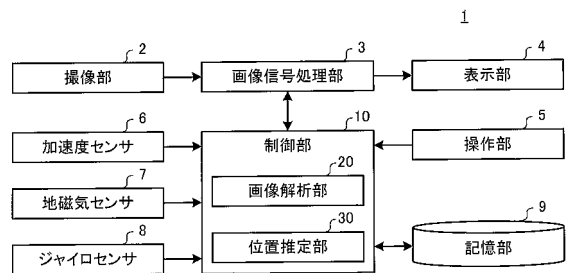 1
2
3
4
撮像部
画像信号処理部
表示部
6
10
5
加速度センサ
制御部
操作部
7
20
地磁気センサ
画像解析部
8
30
9
ジャイロセンサ
位置推定部
記憶部